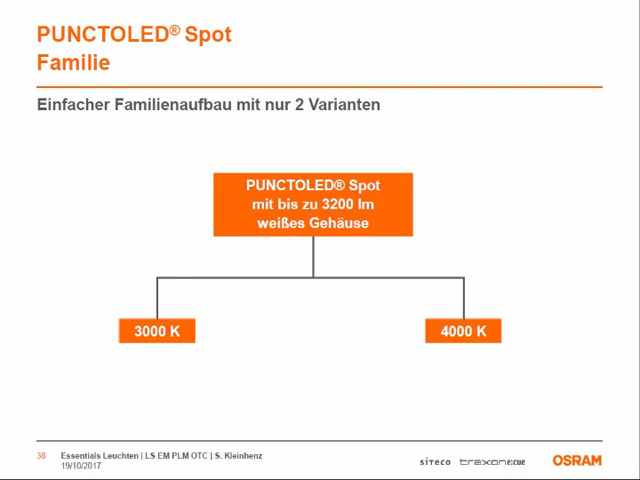 PUNCTOLED® Spot
Familie
Einfacher Familienaufbau mit nur 2 Varianten
PUNCTOLED® Spot
mit bis zu 3200 lm
weißes Gehäuse
3000 K
4000 K
38 Essentials Leuchten | LS EM PLM OTC | S. Kleinhenz
19/10/2017
siteco traxon e:cue OSRAM